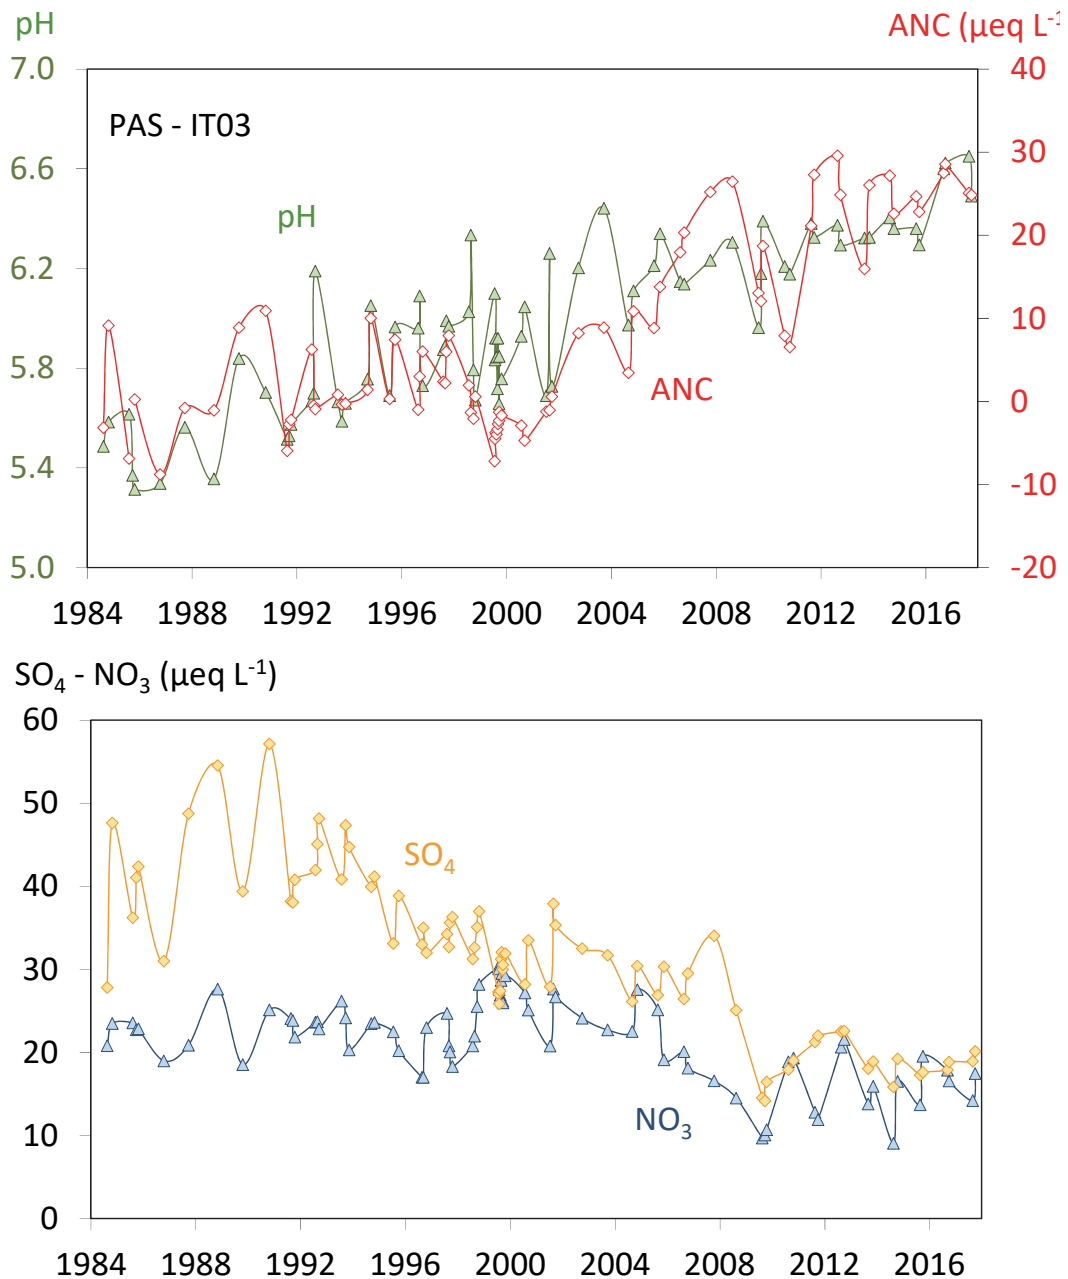 pH ANC (µeq L⁻¹
7.0 40
PAS - IT03
6.6 30
pH
6.2 20
10
5.8 0
ANC
5.4 -10
5.0 -20
1984 1988 1992 1996 2000 2004 2008 2012 2016
SO₄ - NO₃ (µeq L⁻¹)
60
50
SO₄
40
30
20
NO₃
10
0
1984 1988 1992 1996 2000 2004 2008 2012 2016